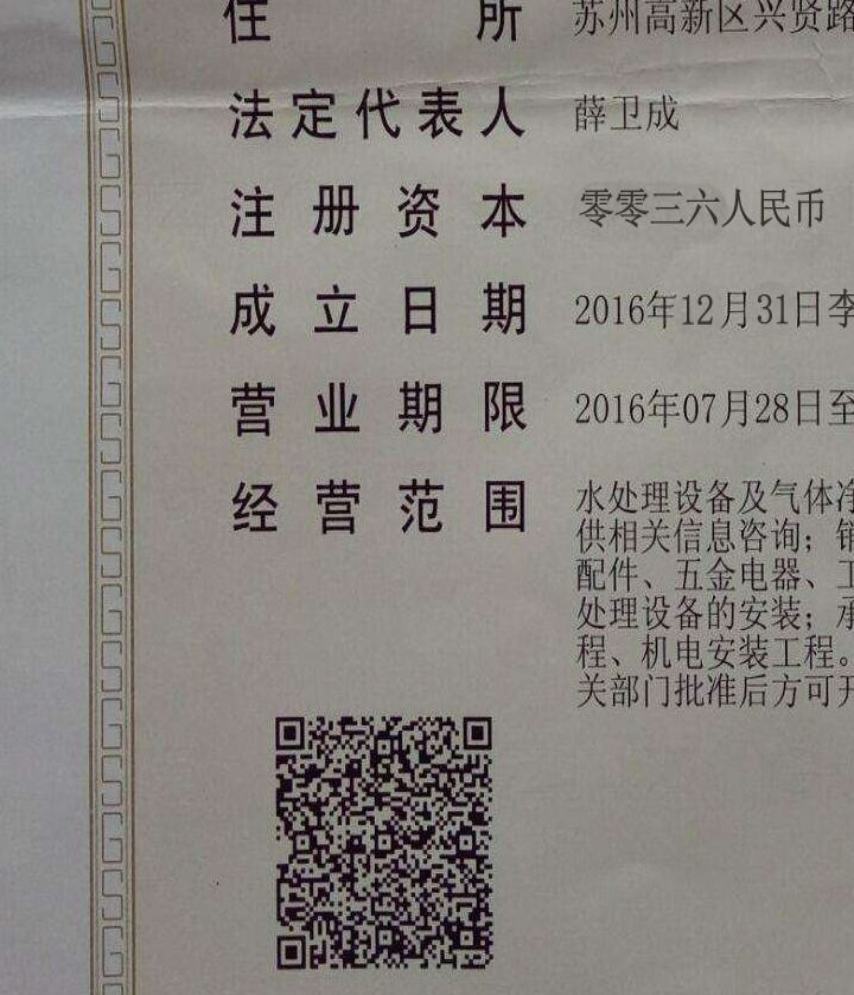 住所 苏州高新区兴贤路
法定代表人 薛卫成
注册资本 零零三六人民币
成立日期 2016年12月31日李
营业期限 2016年07月28日至
经营范围 水处理设备及气体净
供相关信息咨询；销
配件、五金电器、工
处理设备的安装；承
程、机电安装工程。
关部门批准后方可开